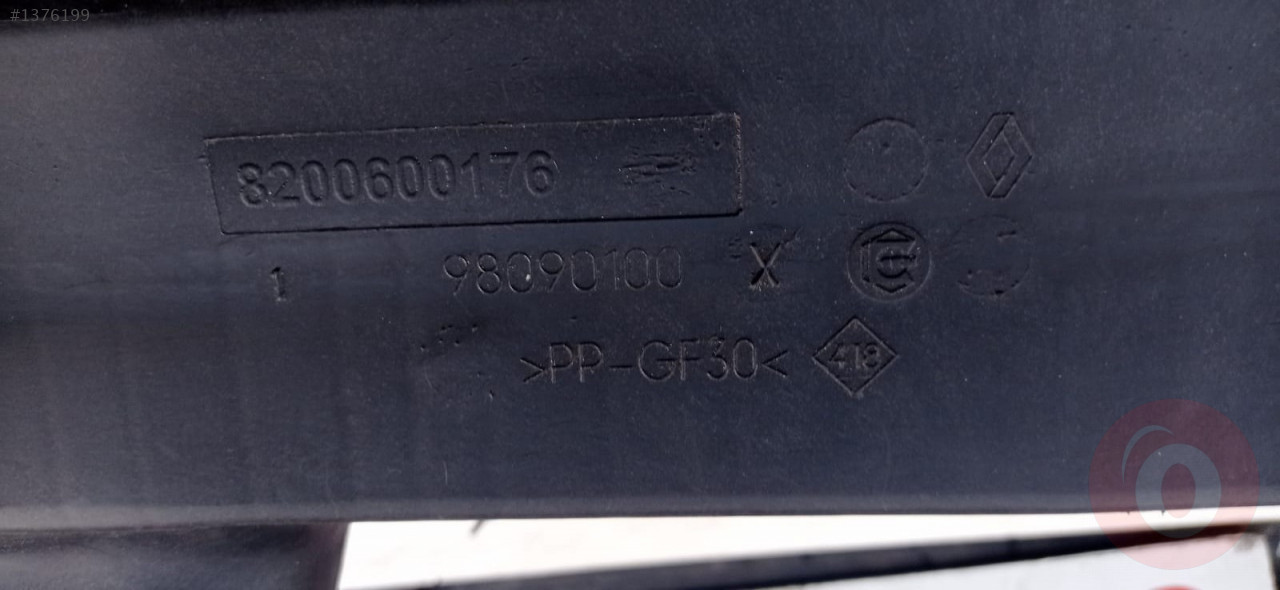 #1376199
8200600176
1 98090100 X
>PP-GF30< 418